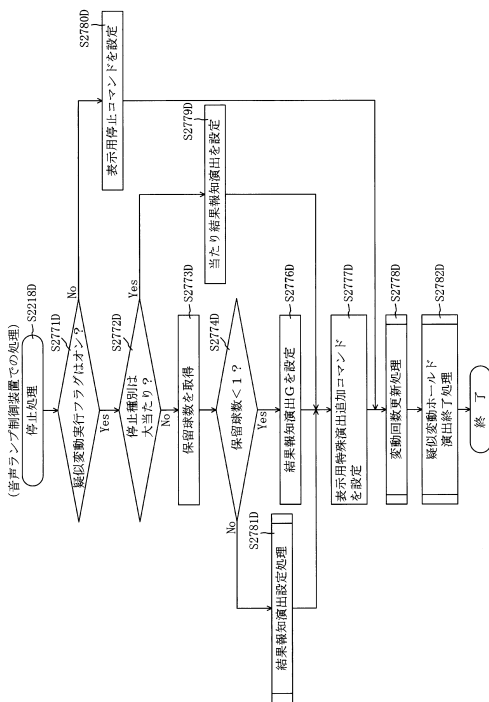 (音声ランプ制御装置での処理)
停止処理
S2218D
疑似変動実行フラグはオン?
S2771D
No
Yes
表示用停止コマンドを設定
S2780D
停止種別は
大当たり?
S2772D
Yes
No
当たり結果報知演出を設定
S2779D
保留球数を取得
S2773D
保留球数<1?
S2774D
No
Yes
結果報知演出設定処理
S2781D
結果報知演出Gを設定
S2776D
表示用特殊演出追加コマンド
を設定
S2777D
変動回数更新処理
S2778D
疑似変動ホールド
演出終了処理
S2782D
終了